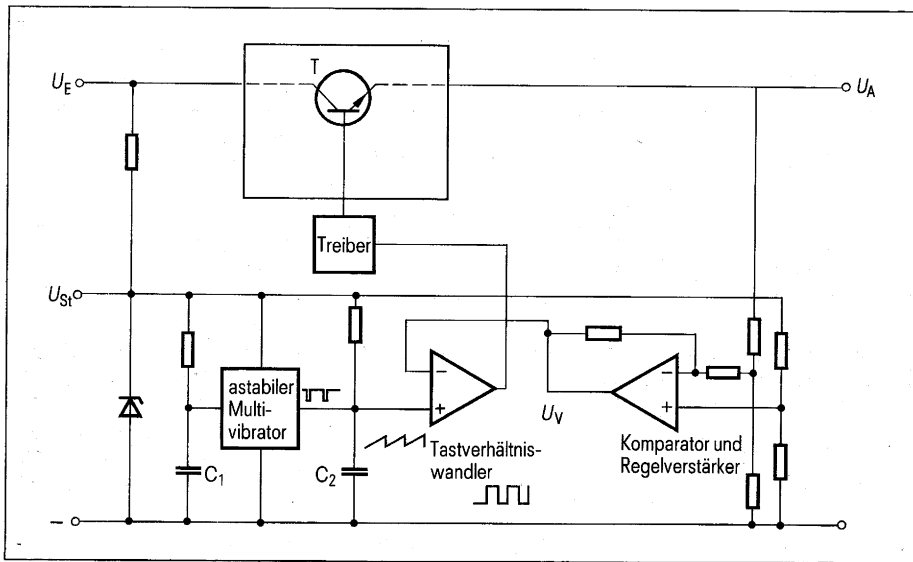 T
U_E
U_A
Treiber
U_St
astabiler
Multi-
vibrator
C_1
C_2
−
+
Tastverhältnis-
wandler
U_V
−
+
Komparator und
Regelverstärker
−